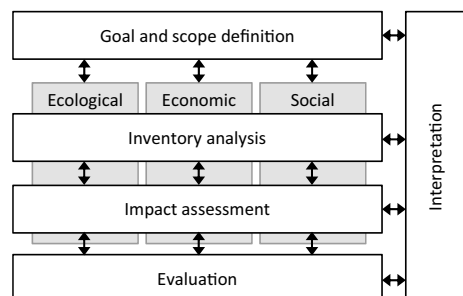 Goal and scope definition
Ecological
Economic
Social
Inventory analysis
Impact assessment
Evaluation
Interpretation